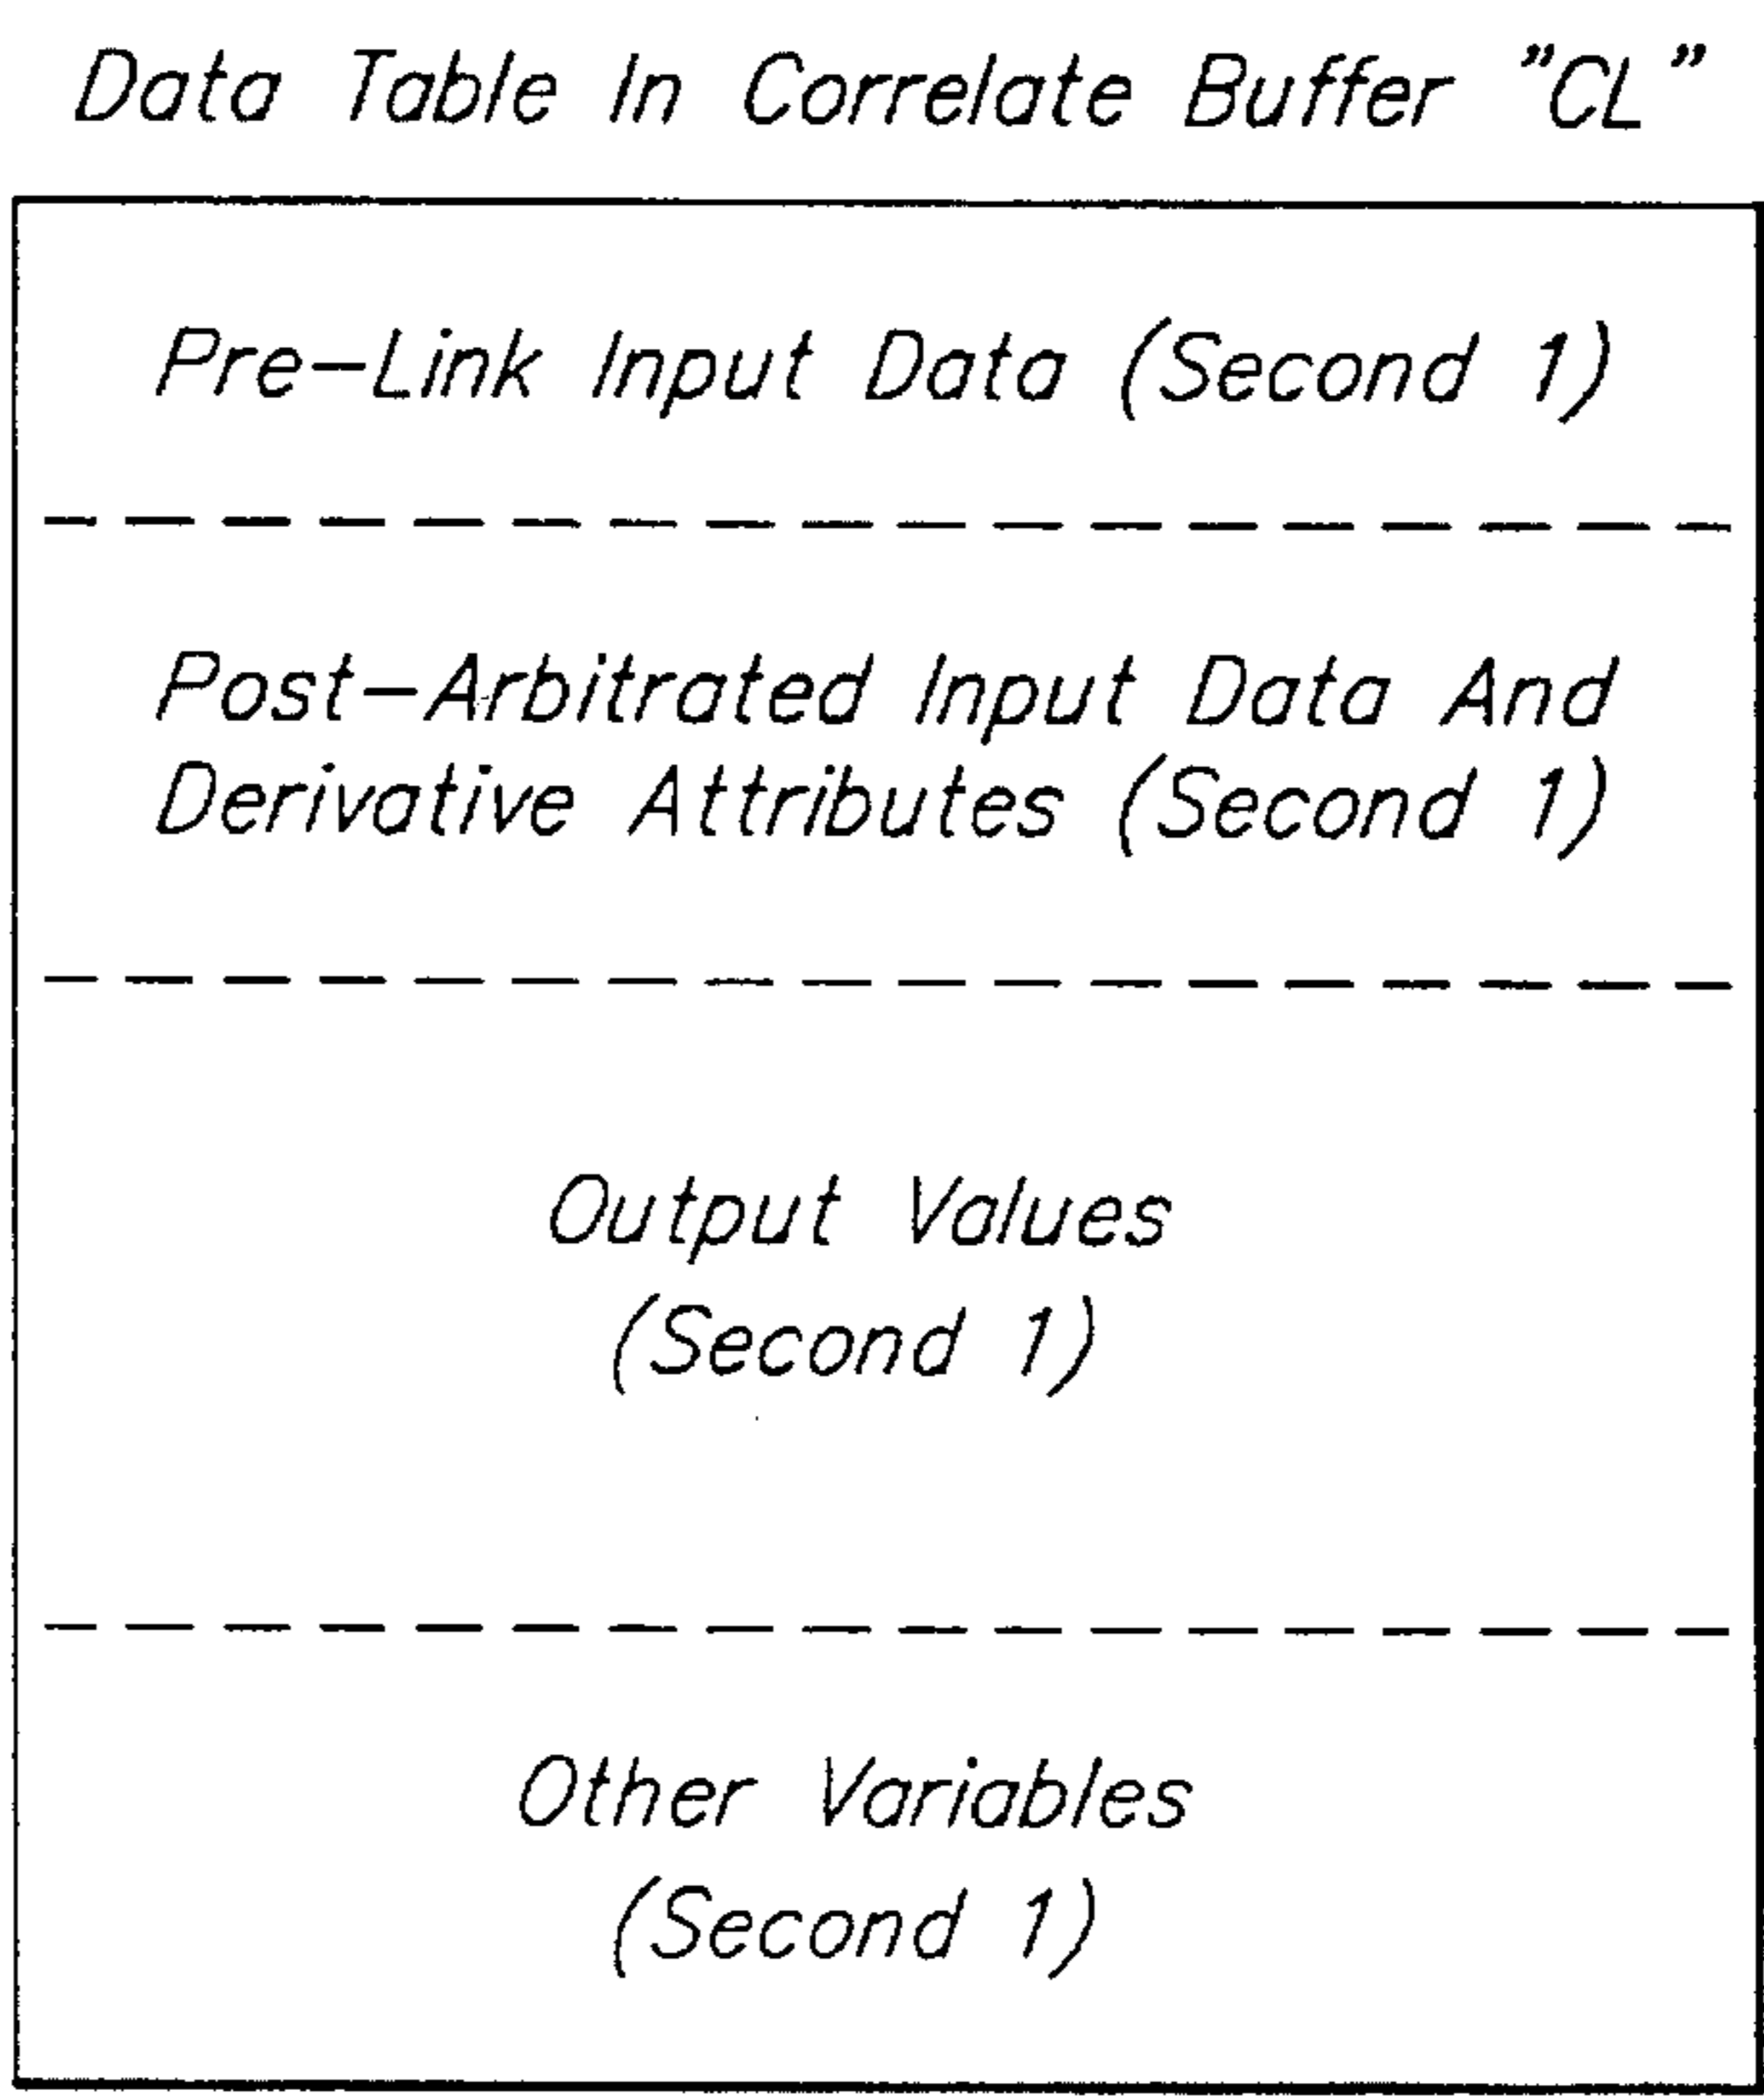 Data Table In Correlate Buffer "CL"
Pre-Link Input Data (Second 1)
Post-Arbitrated Input Data And
Derivative Attributes (Second 1)
Output Values
(Second 1)
Other Variables
(Second 1)